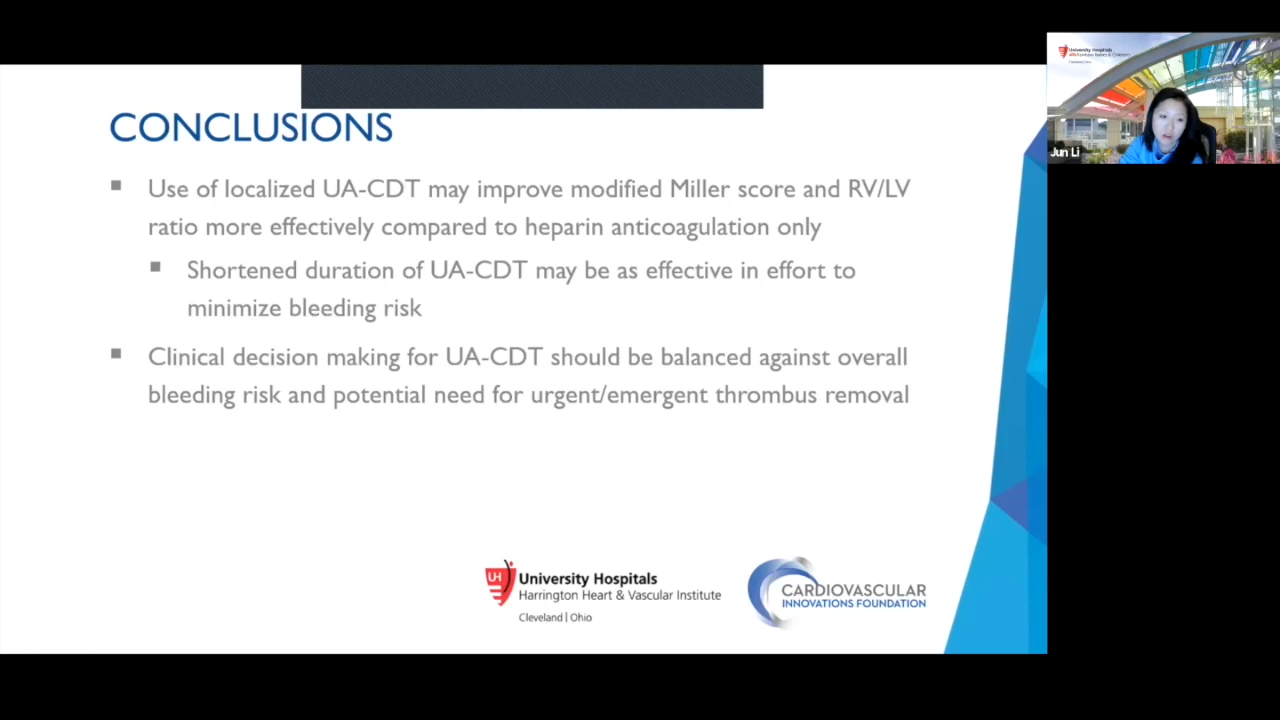 University Hospitals
Jun Li
CONCLUSIONS
Use of localized UA-CDT may improve modified Miller score and RV/LV
ratio more effectively compared to heparin anticoagulation only
Shortened duration of UA-CDT may be as effective in effort to
minimize bleeding risk
Clinical decision making for UA-CDT should be balanced against overall
bleeding risk and potential need for urgent/emergent thrombus removal
UH
University Hospitals
Harrington Heart & Vascular Institute
Cleveland | Ohio
CARDIOVASCULAR
INNOVATIONS FOUNDATION